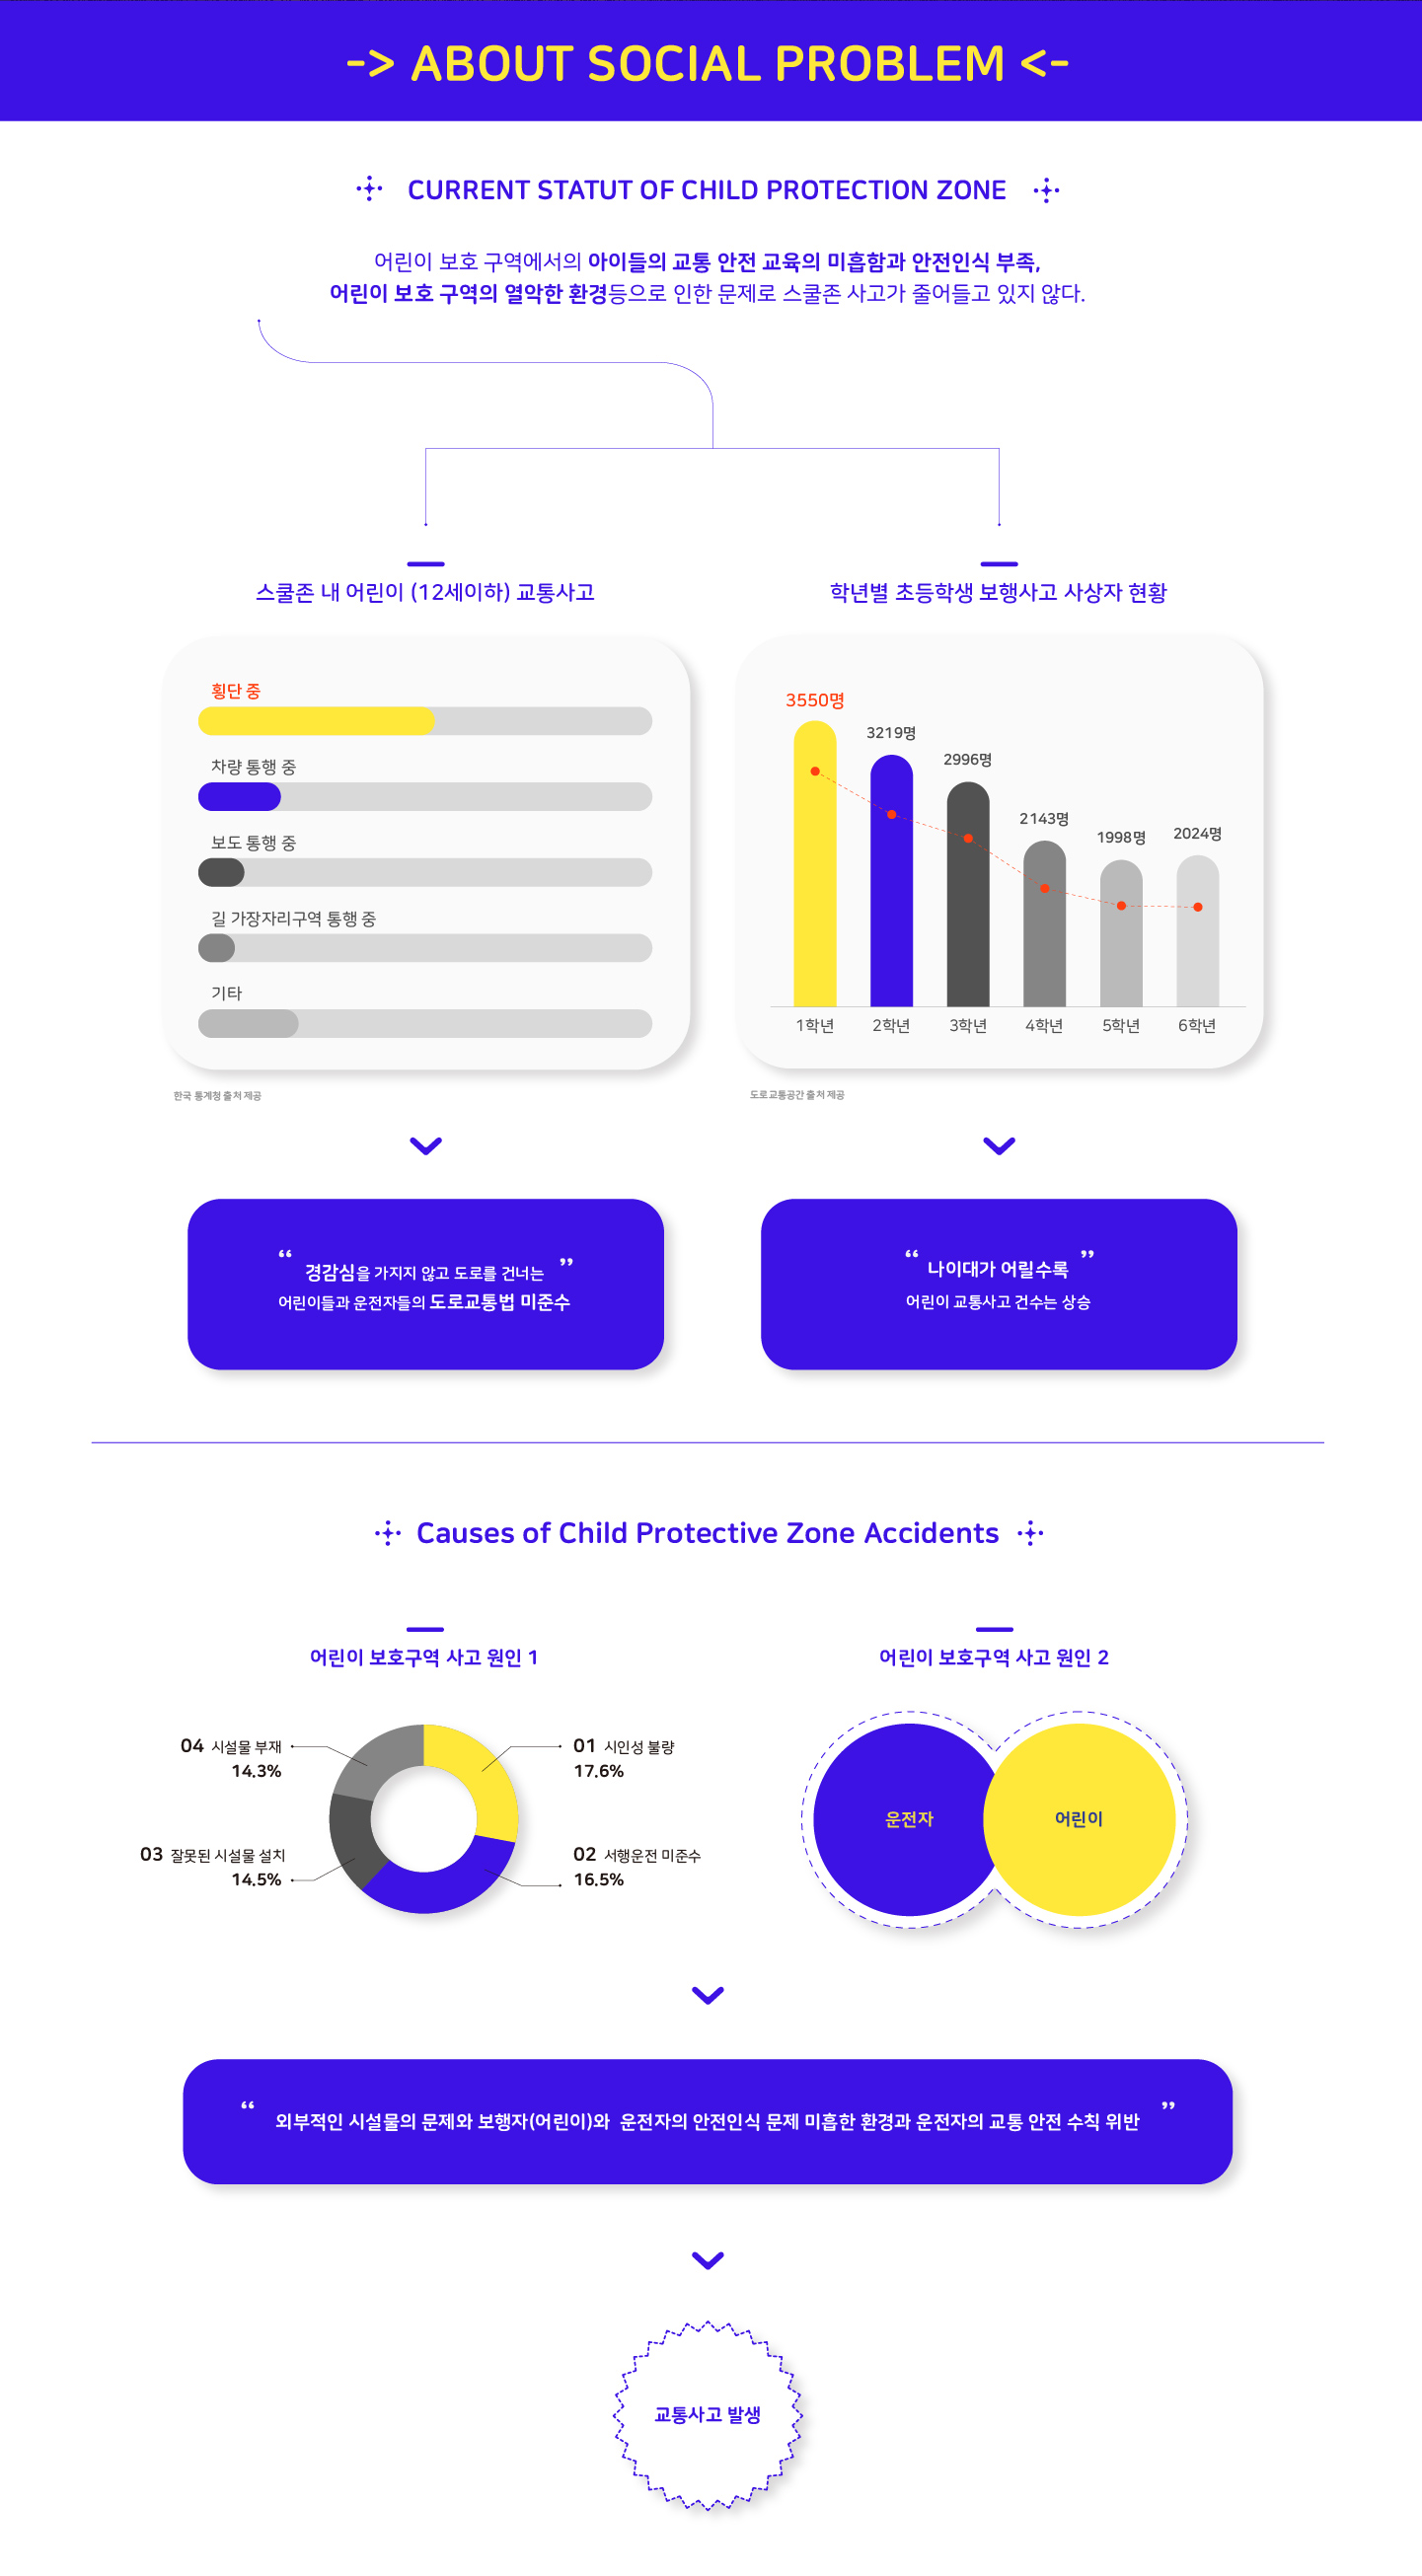 -> ABOUT SOCIAL PROBLEM <-
CURRENT STATUT OF CHILD PROTECTION ZONE
어린이 보호 구역에서의 아이들의 교통 안전 교육의 미흡함과 안전인식 부족,
어린이 보호 구역의 열악한 환경등으로 인한 문제로 스쿨존 사고가 줄어들고 있지 않다.
스쿨존 내 어린이 (12세이하) 교통사고
횡단 중
차량 통행 중
보도 통행 중
길 가장자리구역 통행 중
기타
한국 통계청 출처 제공
학년별 초등학생 보행사고 사상자 현황
3550명
3219명
2996명
2143명
1998명
2024명
1학년
2학년
3학년
4학년
5학년
6학년
도로교통공간 출처 제공
“ 경감심을 가지지 않고 도로를 건너는 ”
어린이들과 운전자들의 도로교통법 미준수
“ 나이대가 어릴수록 ”
어린이 교통사고 건수는 상승
Causes of Child Protective Zone Accidents
어린이 보호구역 사고 원인 1
04 시설물 부재
14.3%
01 시인성 불량
17.6%
03 잘못된 시설물 설치
14.5%
02 서행운전 미준수
16.5%
어린이 보호구역 사고 원인 2
운전자
어린이
“ 외부적인 시설물의 문제와 보행자(어린이)와 운전자의 안전인식 문제 미흡한 환경과 운전자의 교통 안전 수칙 위반 ”
교통사고 발생